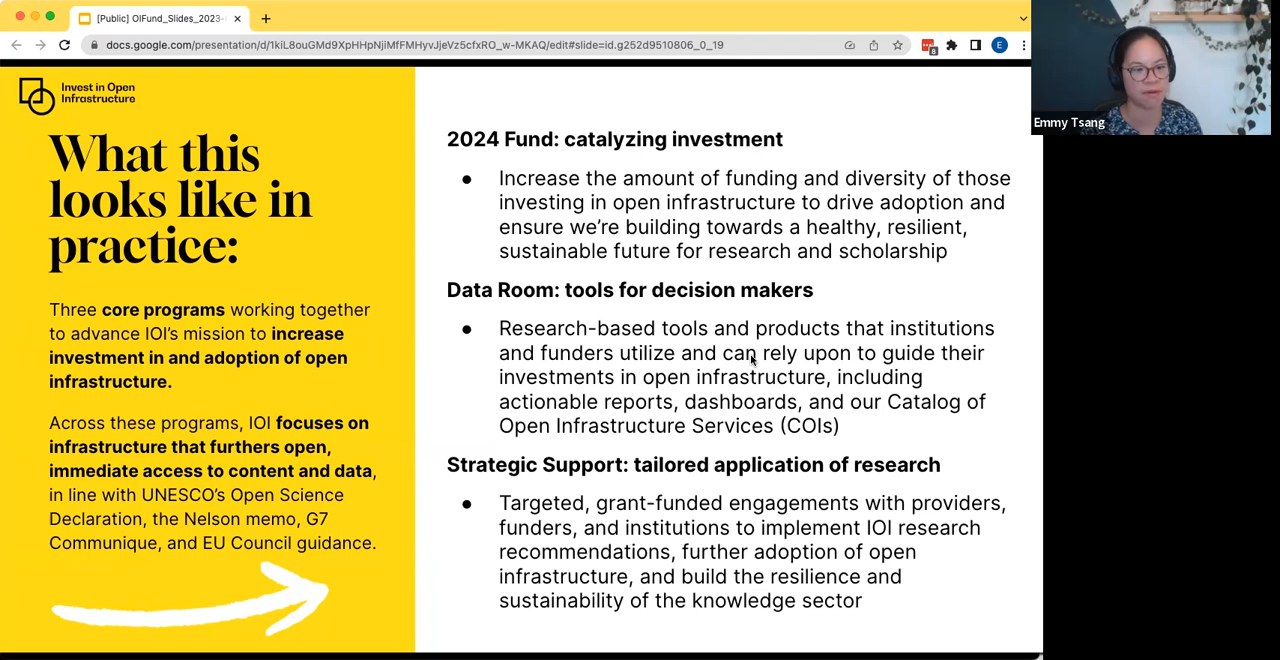 [Public] OIFund_Slides_2023-
docs.google.com/presentation/d/1kiL8ouGMd9XpHHpNjiMfFMHyvJjeVz5cfxRO_w-MKAQ/edit#slide=id.g252d9510806_0_19
8
E
Emmy Tsang
Invest in Open
Infrastructure
What this
looks like in
practice:
Three core programs working together
to advance IOI's mission to increase
investment in and adoption of open
infrastructure.
Across these programs, IOI focuses on
infrastructure that furthers open,
immediate access to content and data,
in line with UNESCO's Open Science
Declaration, the Nelson memo, G7
Communique, and EU Council guidance.
2024 Fund: catalyzing investment
● Increase the amount of funding and diversity of those
investing in open infrastructure to drive adoption and
ensure we're building towards a healthy, resilient,
sustainable future for research and scholarship
Data Room: tools for decision makers
● Research-based tools and products that institutions
and funders utilize and can rely upon to guide their
investments in open infrastructure, including
actionable reports, dashboards, and our Catalog of
Open Infrastructure Services (COIs)
Strategic Support: tailored application of research
● Targeted, grant-funded engagements with providers,
funders, and institutions to implement IOI research
recommendations, further adoption of open
infrastructure, and build the resilience and
sustainability of the knowledge sector